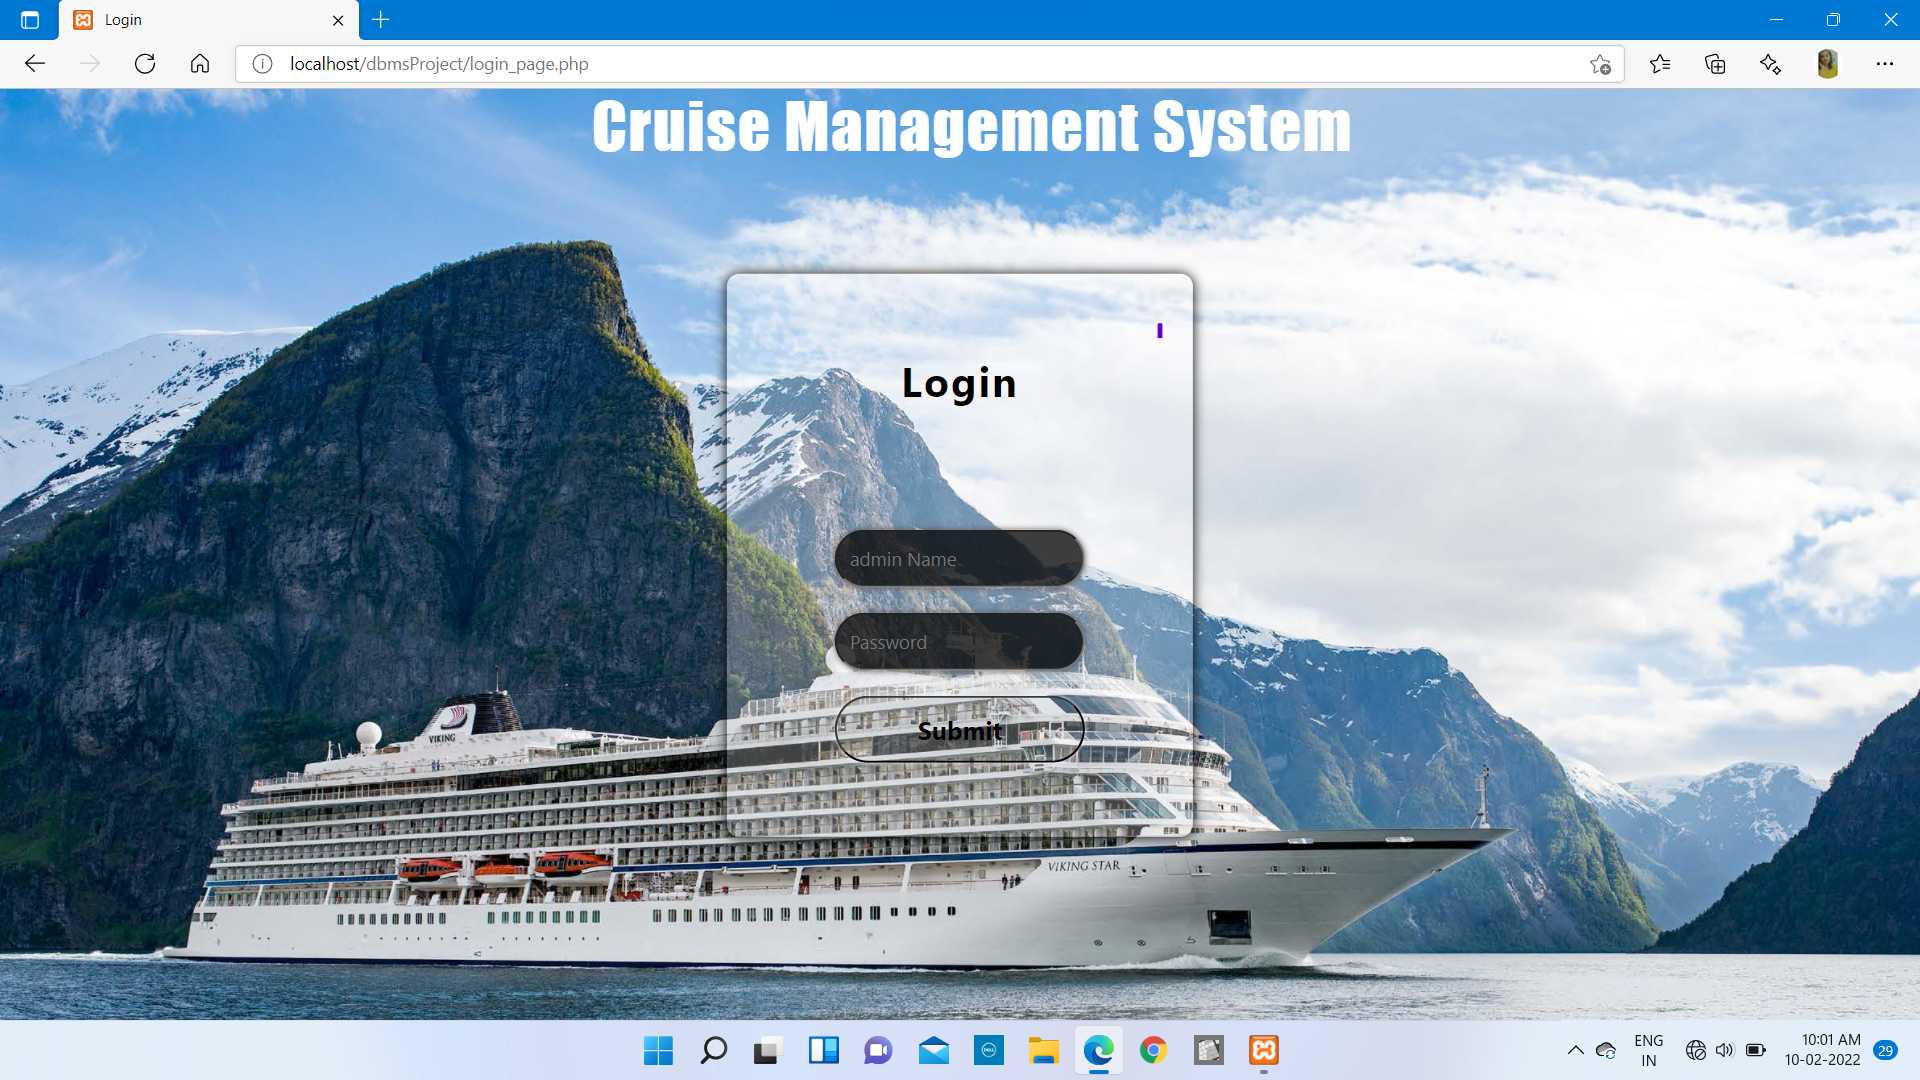 Login
localhost/dbmsProject/login_page.php
Cruise Management System
Login
admin Name
Password
Submit
VIKING
VIKING STAR
ENG
IN
10:01 AM
10-02-2022
29
DELL